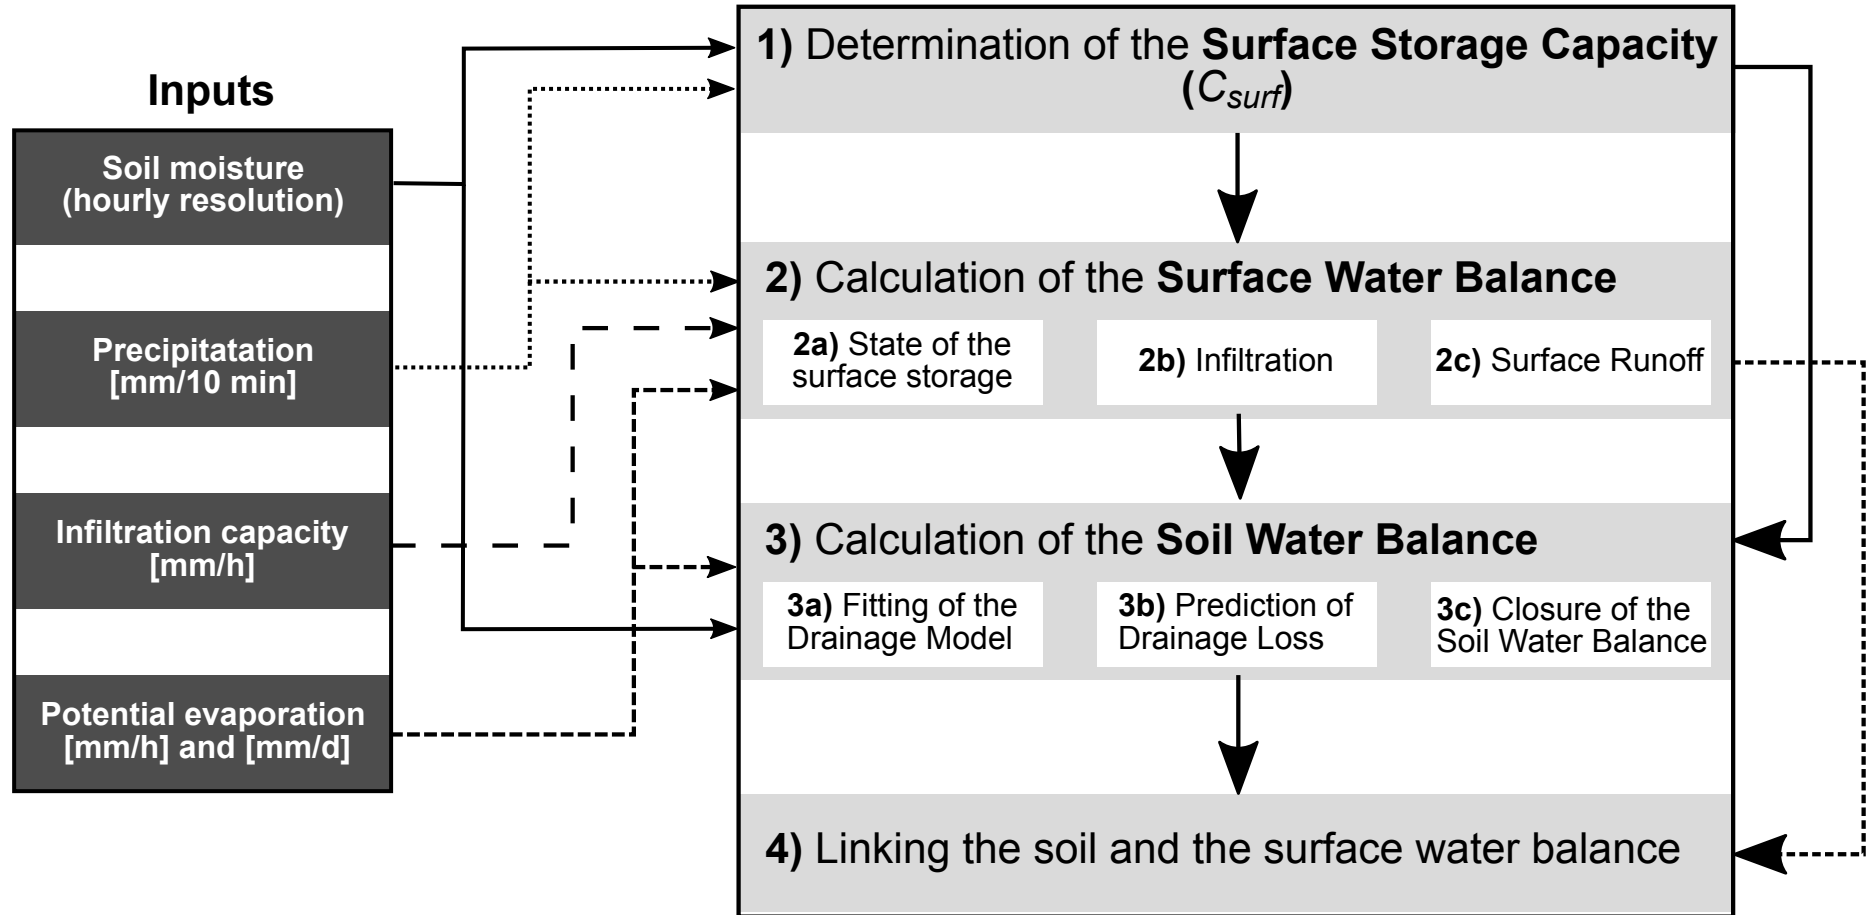 Inputs
Soil moisture
(hourly resolution)
Precipitatation
[mm/10 min]
Infiltration capacity
[mm/h]
Potential evaporation
[mm/h] and [mm/d]
1) Determination of the Surface Storage Capacity
(Csurf)
2) Calculation of the Surface Water Balance
2a) State of the
surface storage
2b) Infiltration
2c) Surface Runoff
3) Calculation of the Soil Water Balance
3a) Fitting of the
Drainage Model
3b) Prediction of
Drainage Loss
3c) Closure of the
Soil Water Balance
4) Linking the soil and the surface water balance